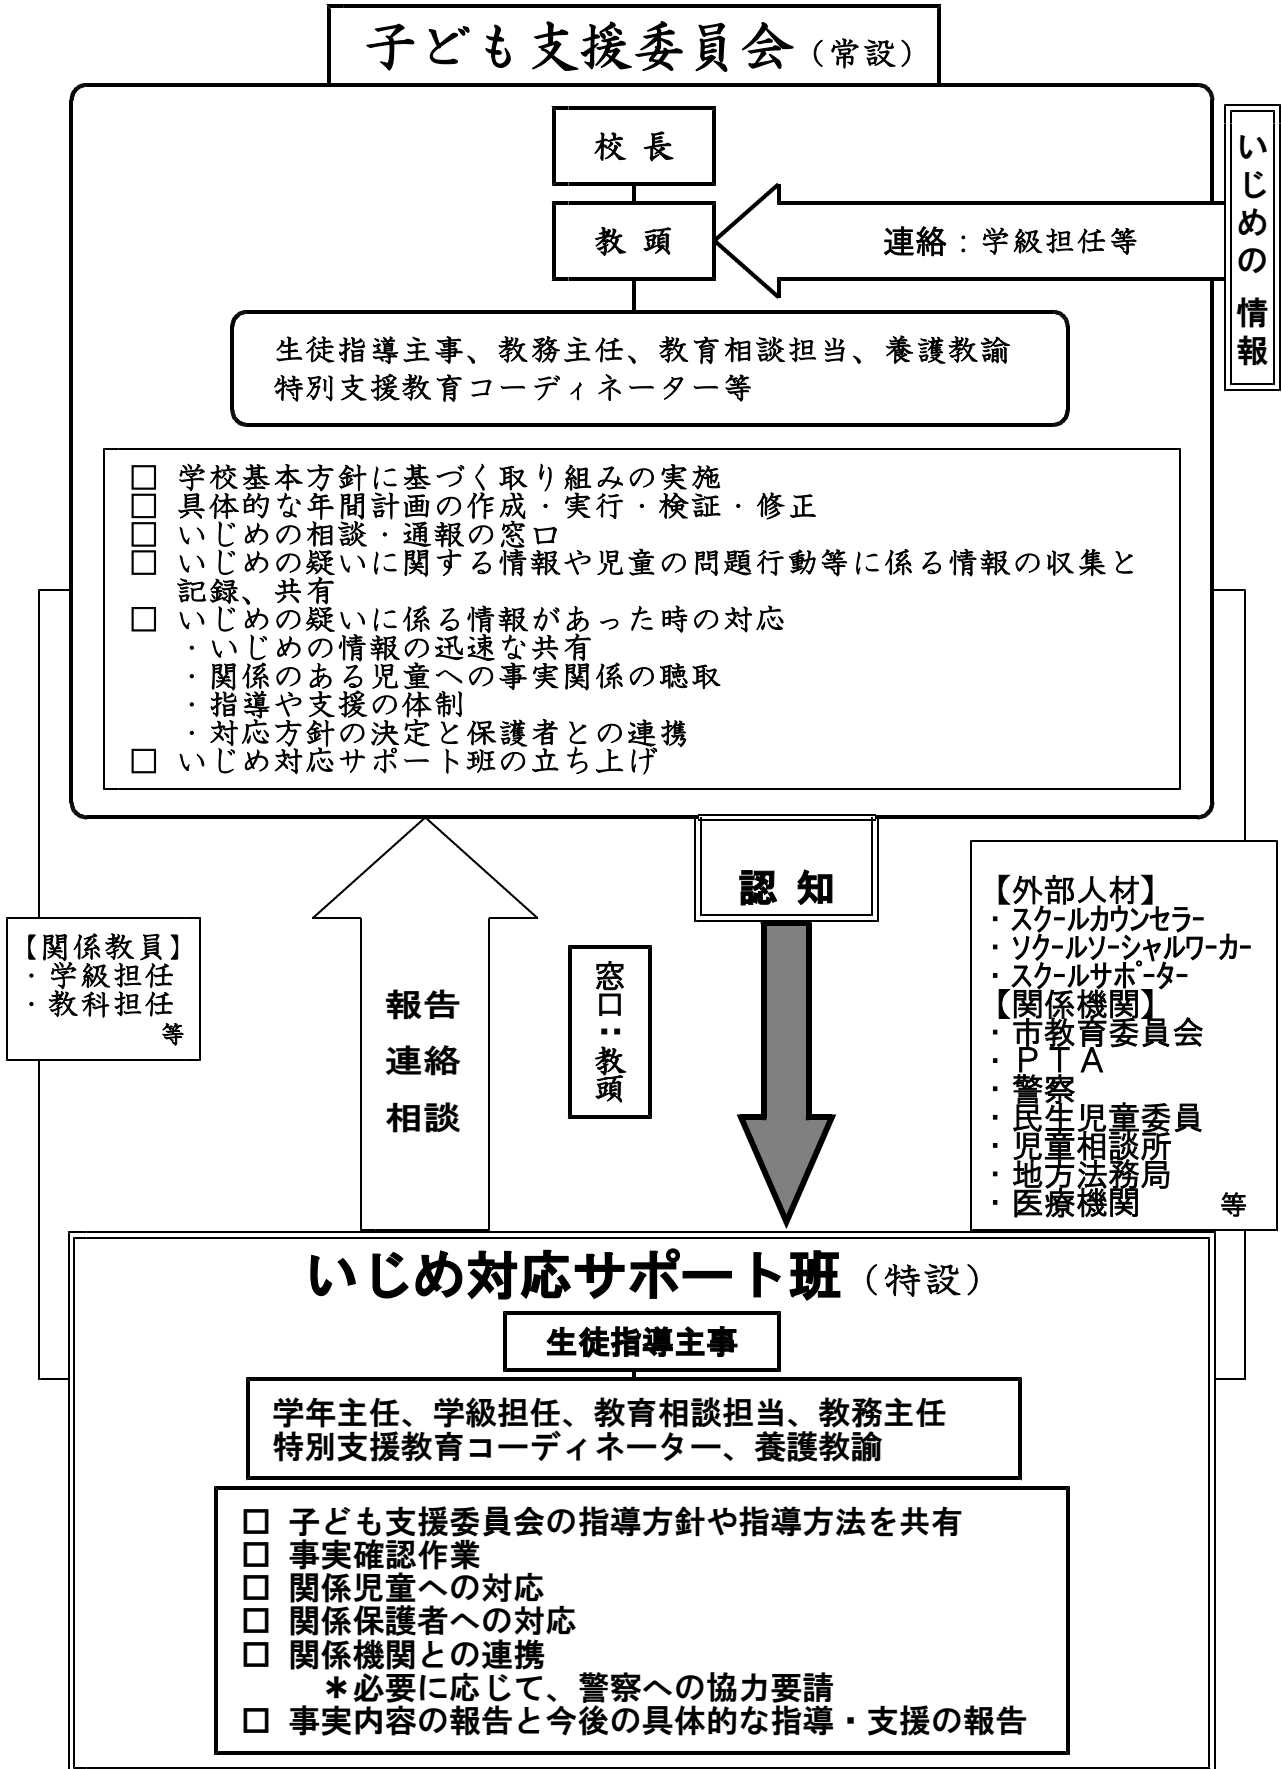 子ども支援委員会（常設）
校 長
教 頭
連絡：学級担任等
いじめの 情報
生徒指導主事、教務主任、教育相談担当、養護教諭
特別支援教育コーディネーター等
□ 学校基本方針に基づく取り組みの実施
□ 具体的な年間計画の作成・実行・検証・修正
□ いじめの相談・通報の窓口
□ いじめの疑いに関する情報や児童の問題行動等に係る情報の収集と
記録、共有
□ いじめの疑いに係る情報があった時の対応
・いじめの情報の迅速な共有
・関係のある児童への事実関係の聴取
・指導や支援の体制
・対応方針の決定と保護者との連携
□ いじめ対応サポート班の立ち上げ
認 知
【関係教員】
・学級担任
・教科担任
等
報告
連絡
相談
窓口：教頭
【外部人材】
・スクールカウンセラー
・ソクールソーシャルワーカー
・スクールサポーター
【関係機関】
・市教育委員会
・ＰＴＡ
・警察
・民生児童委員
・児童相談所
・地方法務局
・医療機関 等
いじめ対応サポート班（特設）
生徒指導主事
学年主任、学級担任、教育相談担当、教務主任
特別支援教育コーディネーター、養護教諭
□ 子ども支援委員会の指導方針や指導方法を共有
□ 事実確認作業
□ 関係児童への対応
□ 関係保護者への対応
□ 関係機関との連携
＊必要に応じて、警察への協力要請
□ 事実内容の報告と今後の具体的な指導・支援の報告